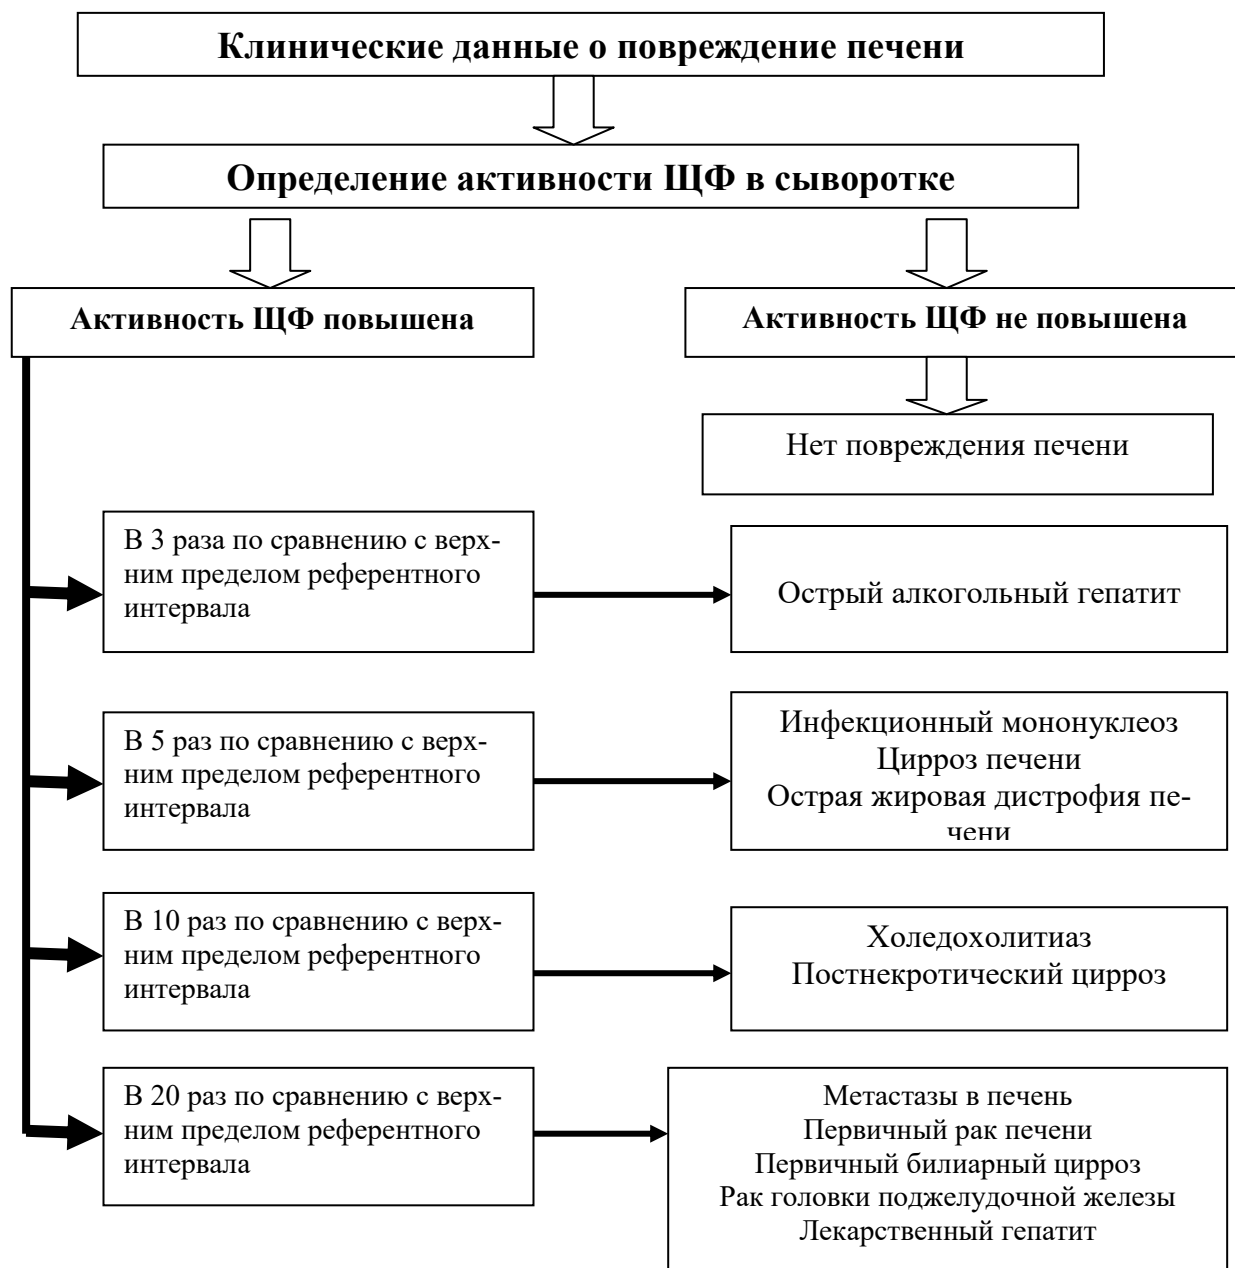 Клинические данные о повреждение печени
Определение активности ЩФ в сыворотке
Активность ЩФ повышена
Активность ЩФ не повышена
Нет повреждения печени
В 3 раза по сравнению с верх-
ним пределом референтного
интервала
Острый алкогольный гепатит
В 5 раз по сравнению с верх-
ним пределом референтного
интервала
Инфекционный мононуклеоз
Цирроз печени
Острая жировая дистрофия пе-
чени
В 10 раз по сравнению с верх-
ним пределом референтного
интервала
Холедохолитиаз
Постнекротический цирроз
В 20 раз по сравнению с верх-
ним пределом референтного
интервала
Метастазы в печень
Первичный рак печени
Первичный билиарный цирроз
Рак головки поджелудочной железы
Лекарственный гепатит